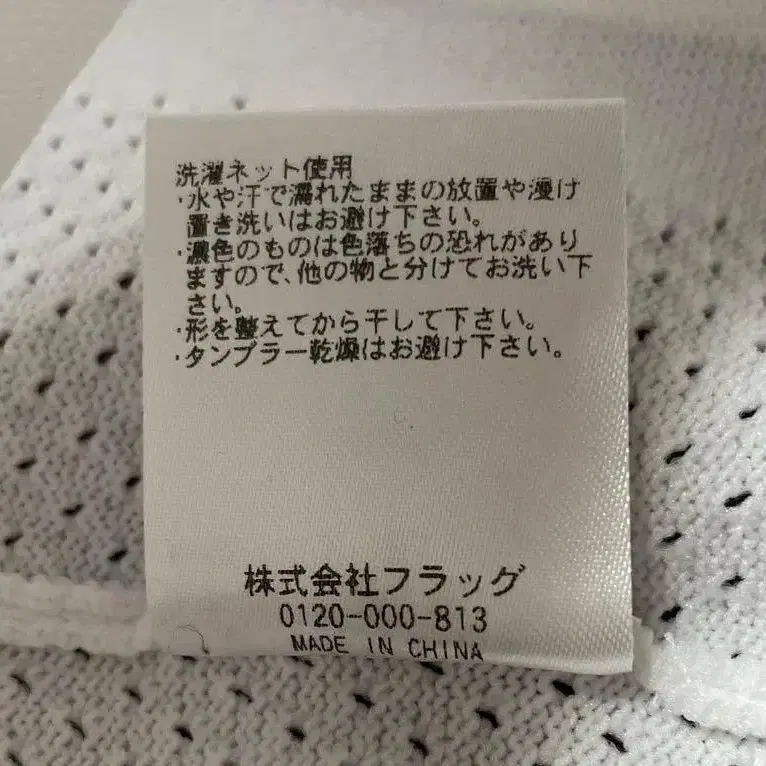 洗濯ネット使用
・水や汗で濡れたままの放置や浸け
置き洗いはお避け下さい。
・濃色のものは色落ちの恐れがあり
ますので、他の物と分けてお洗い下
さい。
・形を整えてから干して下さい。
・タンブラー乾燥はお避け下さい。
株式会社フラッグ
0120-000-813
MADE IN CHINA